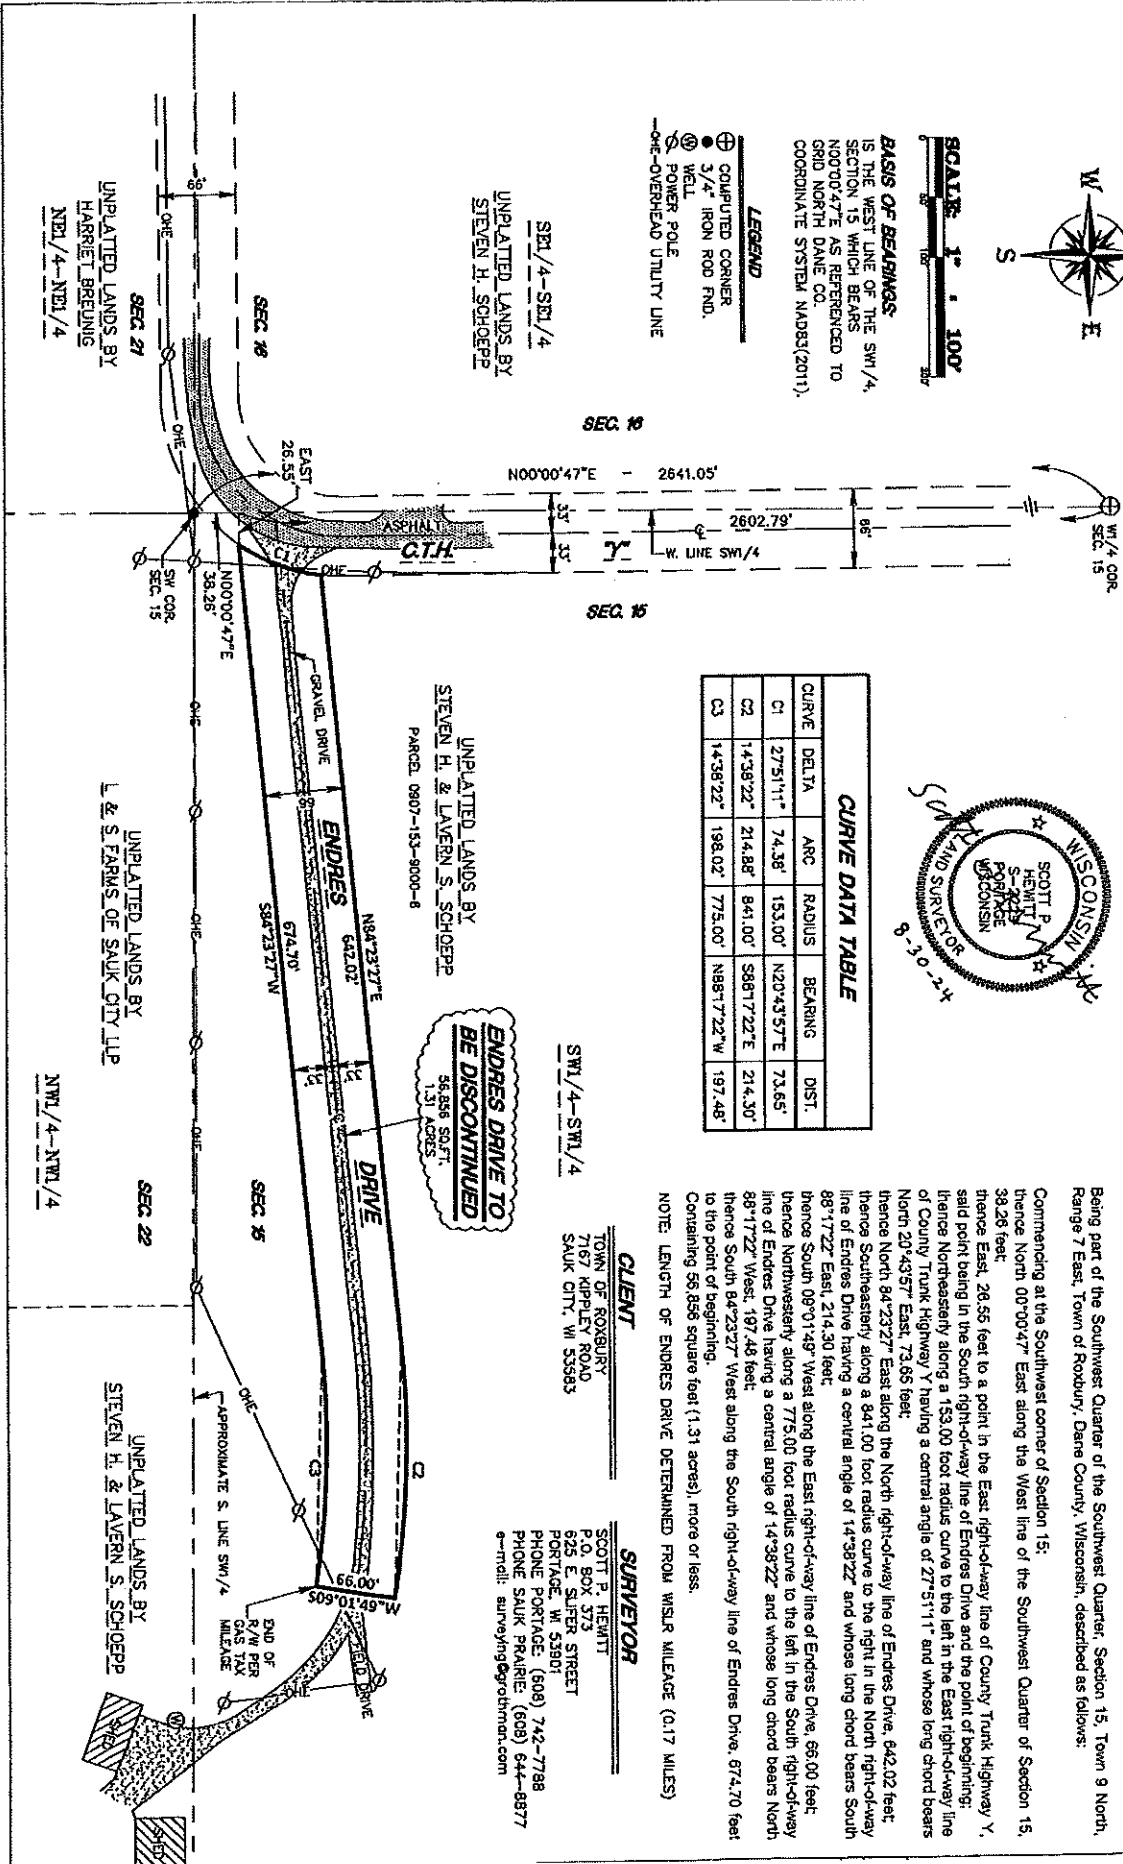 W
E
S
SCALE: 1" = 100'
BASIS OF BEARINGS:
IS THE WEST LINE OF THE SW1/4,
SECTION 15 WHICH BEARS
N00°00'47"E AS REFERENCED TO
GRID NORTH DANE CO.
COORDINATE SYSTEM NAD83(2011).
LEGEND
COMPUTED CORNER
3/4" IRON ROD FND.
WELL
POWER POLE
OHE OVERHEAD UTILITY LINE
WISCONSIN
SCOTT P.
HEWITT
PORTAGE
WISCONSIN
LAND SURVEYOR
8-30-24
CURVE DATA TABLE
CURVE DELTA ARC RADIUS BEARING DIST.
C1 27°51'11" 74.38' 153.00' N20°43'57"E 73.65'
C2 14°38'22" 214.88' 841.00' S88°17'22"E 214.30'
C3 14°38'22" 198.02' 775.00' N88°17'22"W 197.48'
Being part of the Southwest Quarter of the Southwest Quarter, Section 15, Town 9 North,
Range 7 East, Town of Roxbury, Dane County, Wisconsin, described as follows:
Commencing at the Southwest corner of Section 15;
thence North 00°00'47" East along the West line of the Southwest Quarter of Section 15,
38.26 feet;
thence East, 26.55 feet to a point in the East right-of-way line of County Trunk Highway Y,
said point being in the South right-of-way line of Endres Drive and the point of beginning;
thence Northeasterly along a 153.00 foot radius curve to the left in the East right-of-way line
of County Trunk Highway Y having a central angle of 27°51'11" and whose long chord bears
North 20°43'57" East, 73.65 feet;
thence North 84°23'27" East along the North right-of-way line of Endres Drive, 642.02 feet;
thence Southeasterly along a 841.00 foot radius curve to the right in the North right-of-way
line of Endres Drive having a central angle of 14°38'22" and whose long chord bears South
88°17'22" East, 214.30 feet;
thence South 09°01'49" West along the East right-of-way line of Endres Drive, 66.00 feet;
thence Northwesterly along a 775.00 foot radius curve to the left in the South right-of-way
line of Endres Drive having a central angle of 14°38'22" and whose long chord bears North
88°17'22" West, 197.48 feet;
thence South 84°23'27" West along the South right-of-way line of Endres Drive, 674.70 feet
to the point of beginning.
Containing 56,856 square feet (1.31 acres), more or less.
NOTE: LENGTH OF ENDRES DRIVE DETERMINED FROM WISLR MILEAGE (0.17 MILES)
CLIENT
TOWN OF ROXBURY
7167 KIPPLEY ROAD
SAUK CITY, WI 53583
SURVEYOR
SCOTT P. HEWITT
P.O. BOX 373
625 E. SLIFER STREET
PORTAGE, WI 53901
PHONE PORTAGE: (608) 742-7788
PHONE SAUK PRAIRIE: (608) 644-8877
e-mail: surveying@grothman.com
W1/4 COR.
SEC. 15
SEC. 16
N00°00'47"E - 2641.05'
2602.79'
66'
33'
33'
W. LINE SW1/4
C.T.H. "Y"
ASPHALT
SEC. 15
SE1/4-SE1/4
UNPLATTED LANDS BY
STEVEN H. SCHOEPP
SW1/4-SW1/4
UNPLATTED LANDS BY
STEVEN H. & LAVERN S. SCHOEPP
PARCEL 0907-153-9000-6
ENDRES DRIVE TO
BE DISCONTINUED
56,856 SQ.FT.
1.31 ACRES
N84°23'27"E
642.02'
ENDRES DRIVE
GRAVEL DRIVE
66'
33'
33'
674.70'
S84°23'27"W
C1
C2
C3
66.00'
S09°01'49"W
FIELD DRIVE
OHE
END OF
R/W PER
GAS TAX
MILEAGE
EAST
26.55'
N00°00'47"E
38.26'
SW COR.
SEC. 15
SEC. 16
66'
OHE
OHE
OHE
OHE
OHE
OHE
OHE
SEC. 15
APPROXIMATE S. LINE SW1/4
SEC. 21
UNPLATTED LANDS BY
HARRIET BREUNIG
NE1/4-NE1/4
UNPLATTED LANDS BY
L & S FARMS OF SAUK CITY LLP
SEC. 22
NW1/4-NW1/4
UNPLATTED LANDS BY
STEVEN H. & LAVERN S. SCHOEPP
SHED
SHED